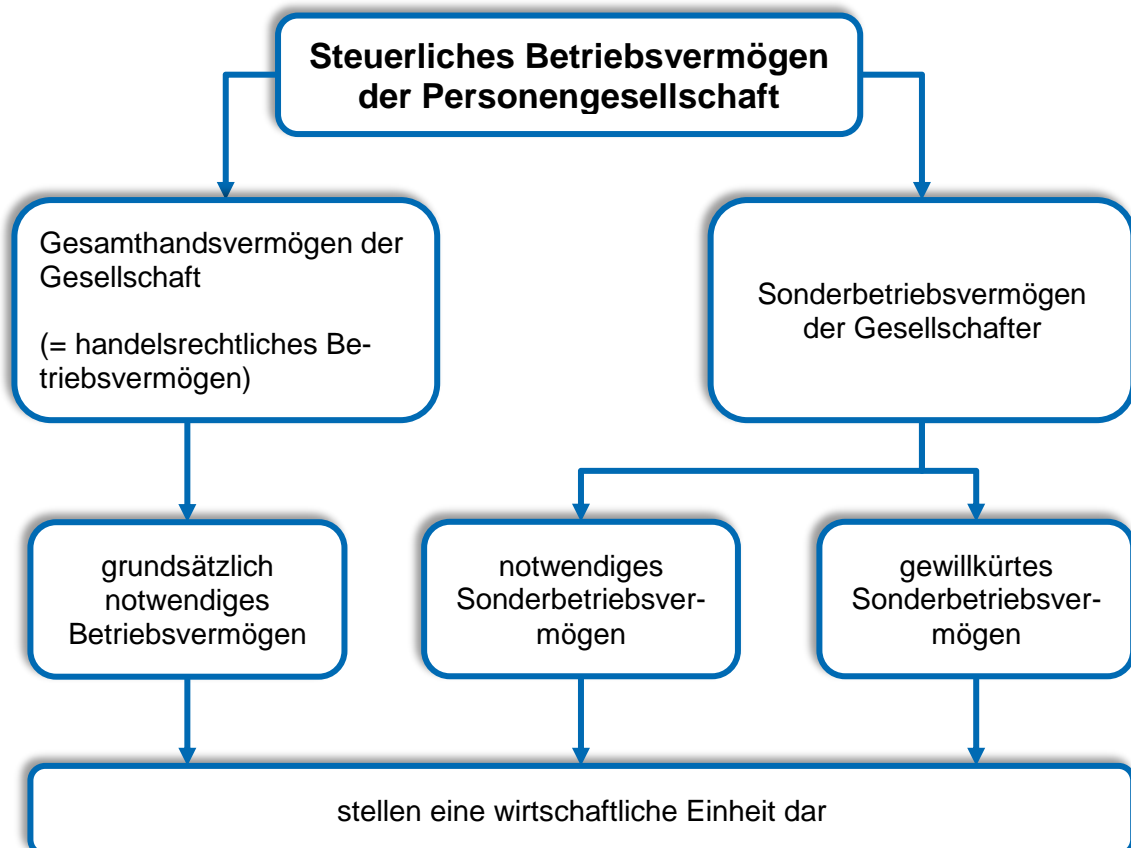 Steuerliches Betriebsvermögen
der Personengesellschaft
Gesamthandsvermögen der
Gesellschaft
(= handelsrechtliches Be-
triebsvermögen)
Sonderbetriebsvermögen
der Gesellschafter
grundsätzlich
notwendiges
Betriebsvermögen
notwendiges
Sonderbetriebsver-
mögen
gewillkürtes
Sonderbetriebsver-
mögen
stellen eine wirtschaftliche Einheit dar